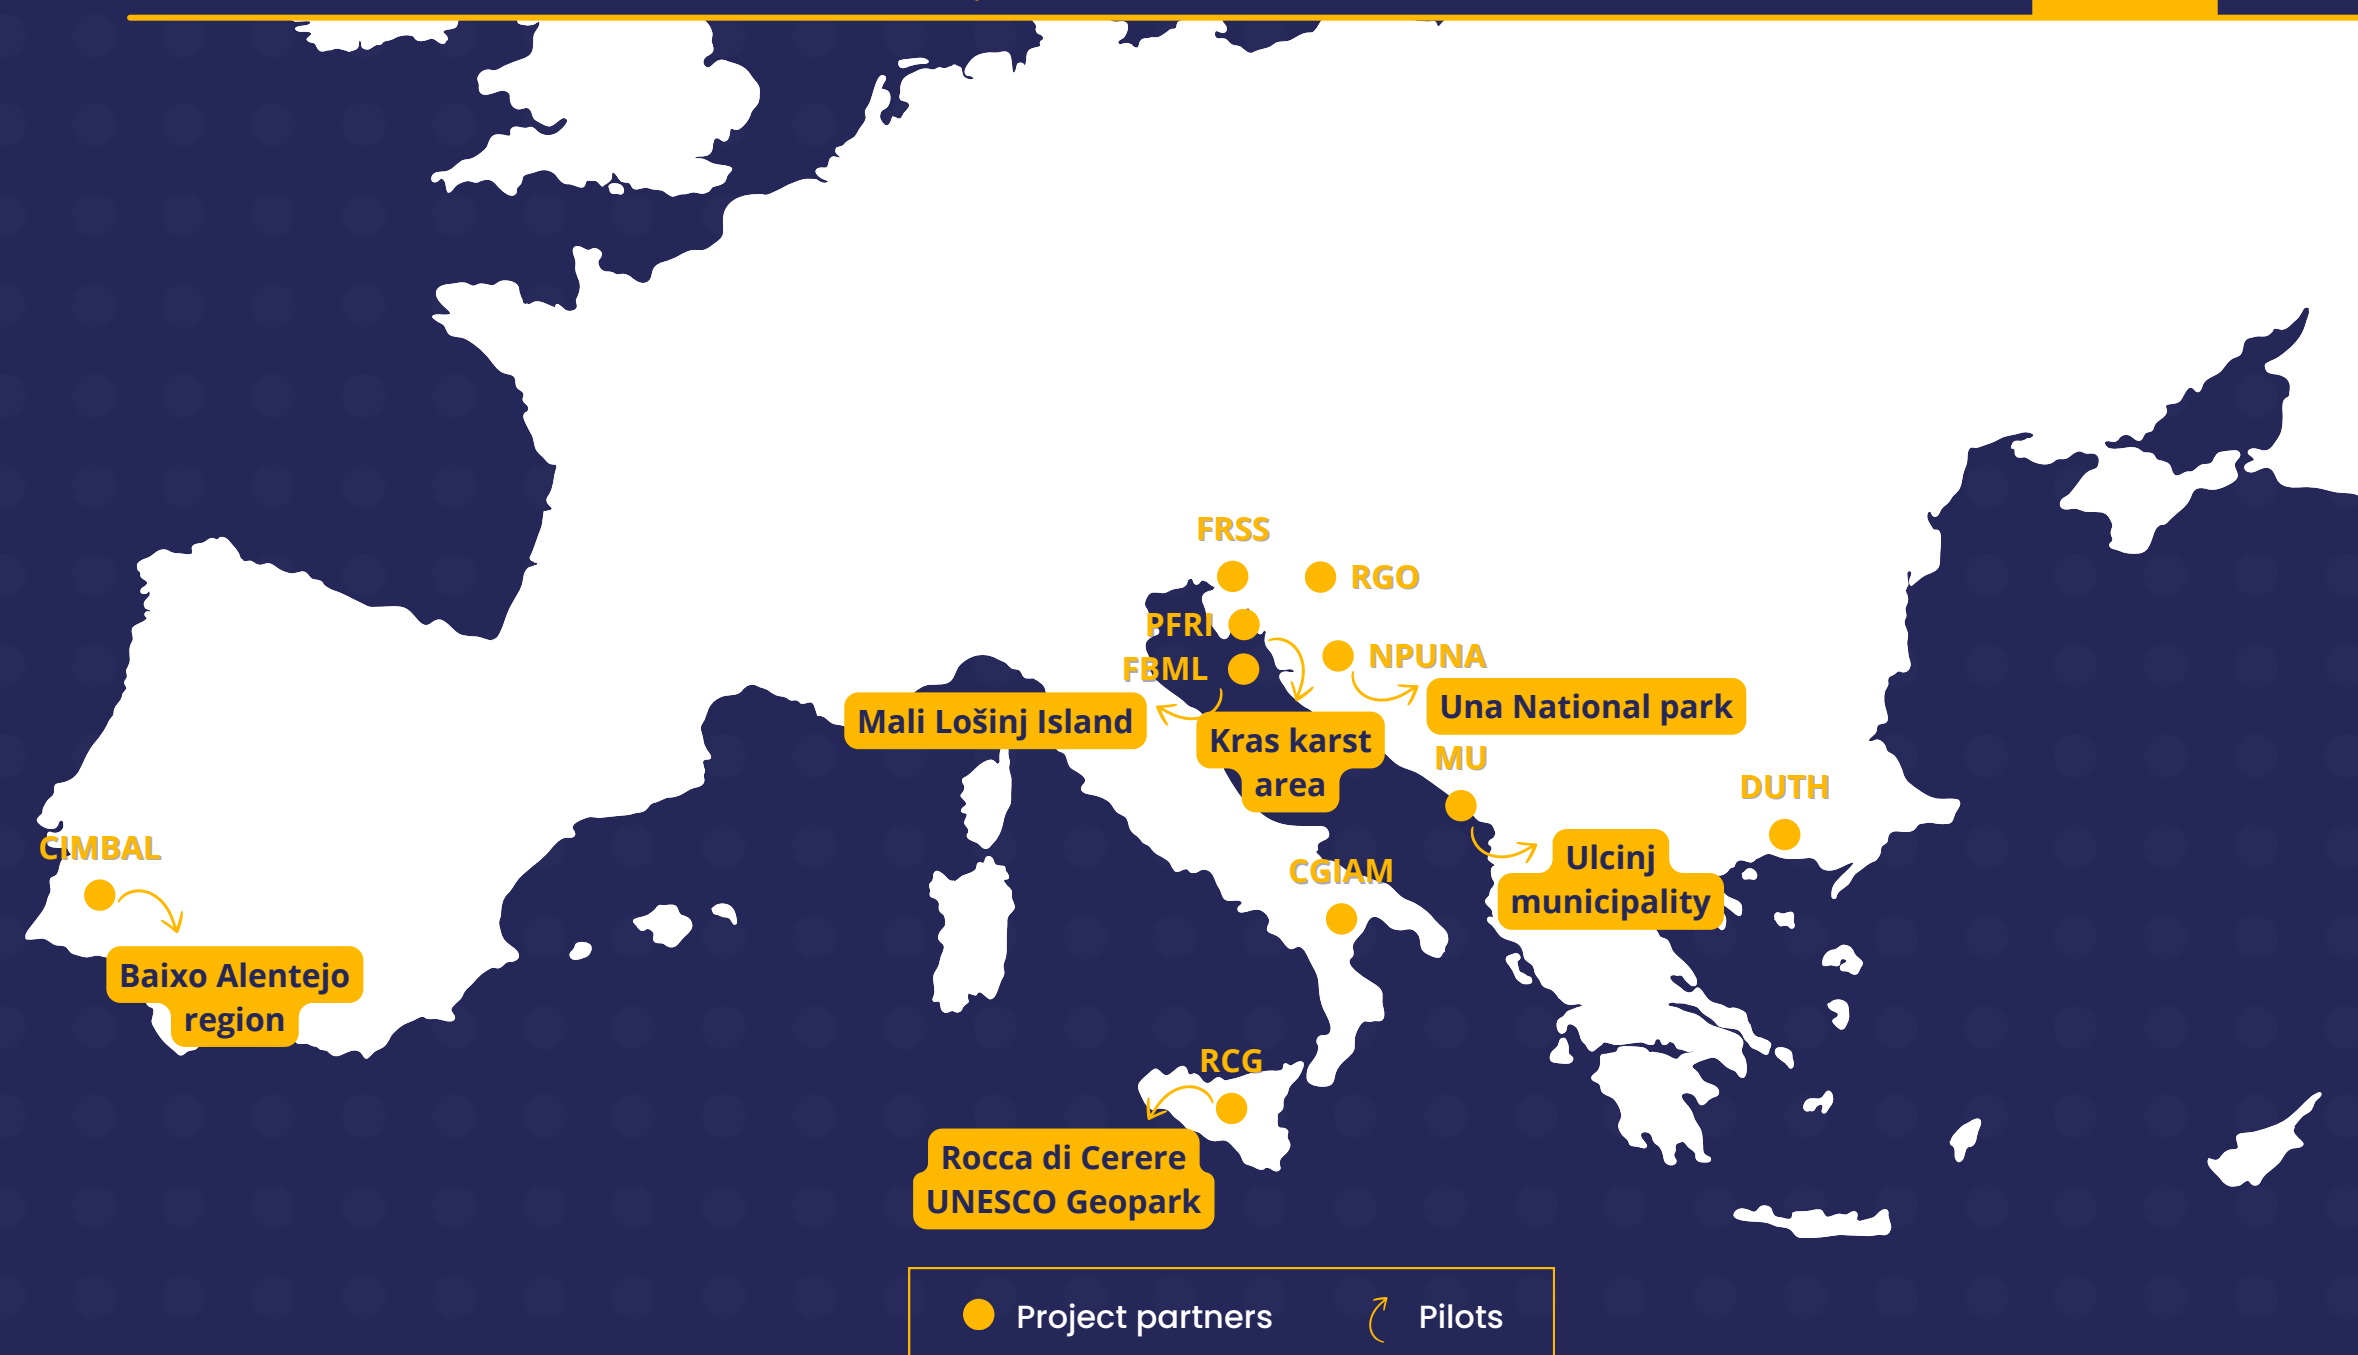 FRSS
RGO
PFRI
FBML
NPUNA
Una National park
Mali Lošinj Island
Kras karst
area
MU
DUTH
CIMBAL
Ulcinj
municipality
CGIAM
Baixo Alentejo
region
RCG
Rocca di Cerere
UNESCO Geopark
Project partners
Pilots